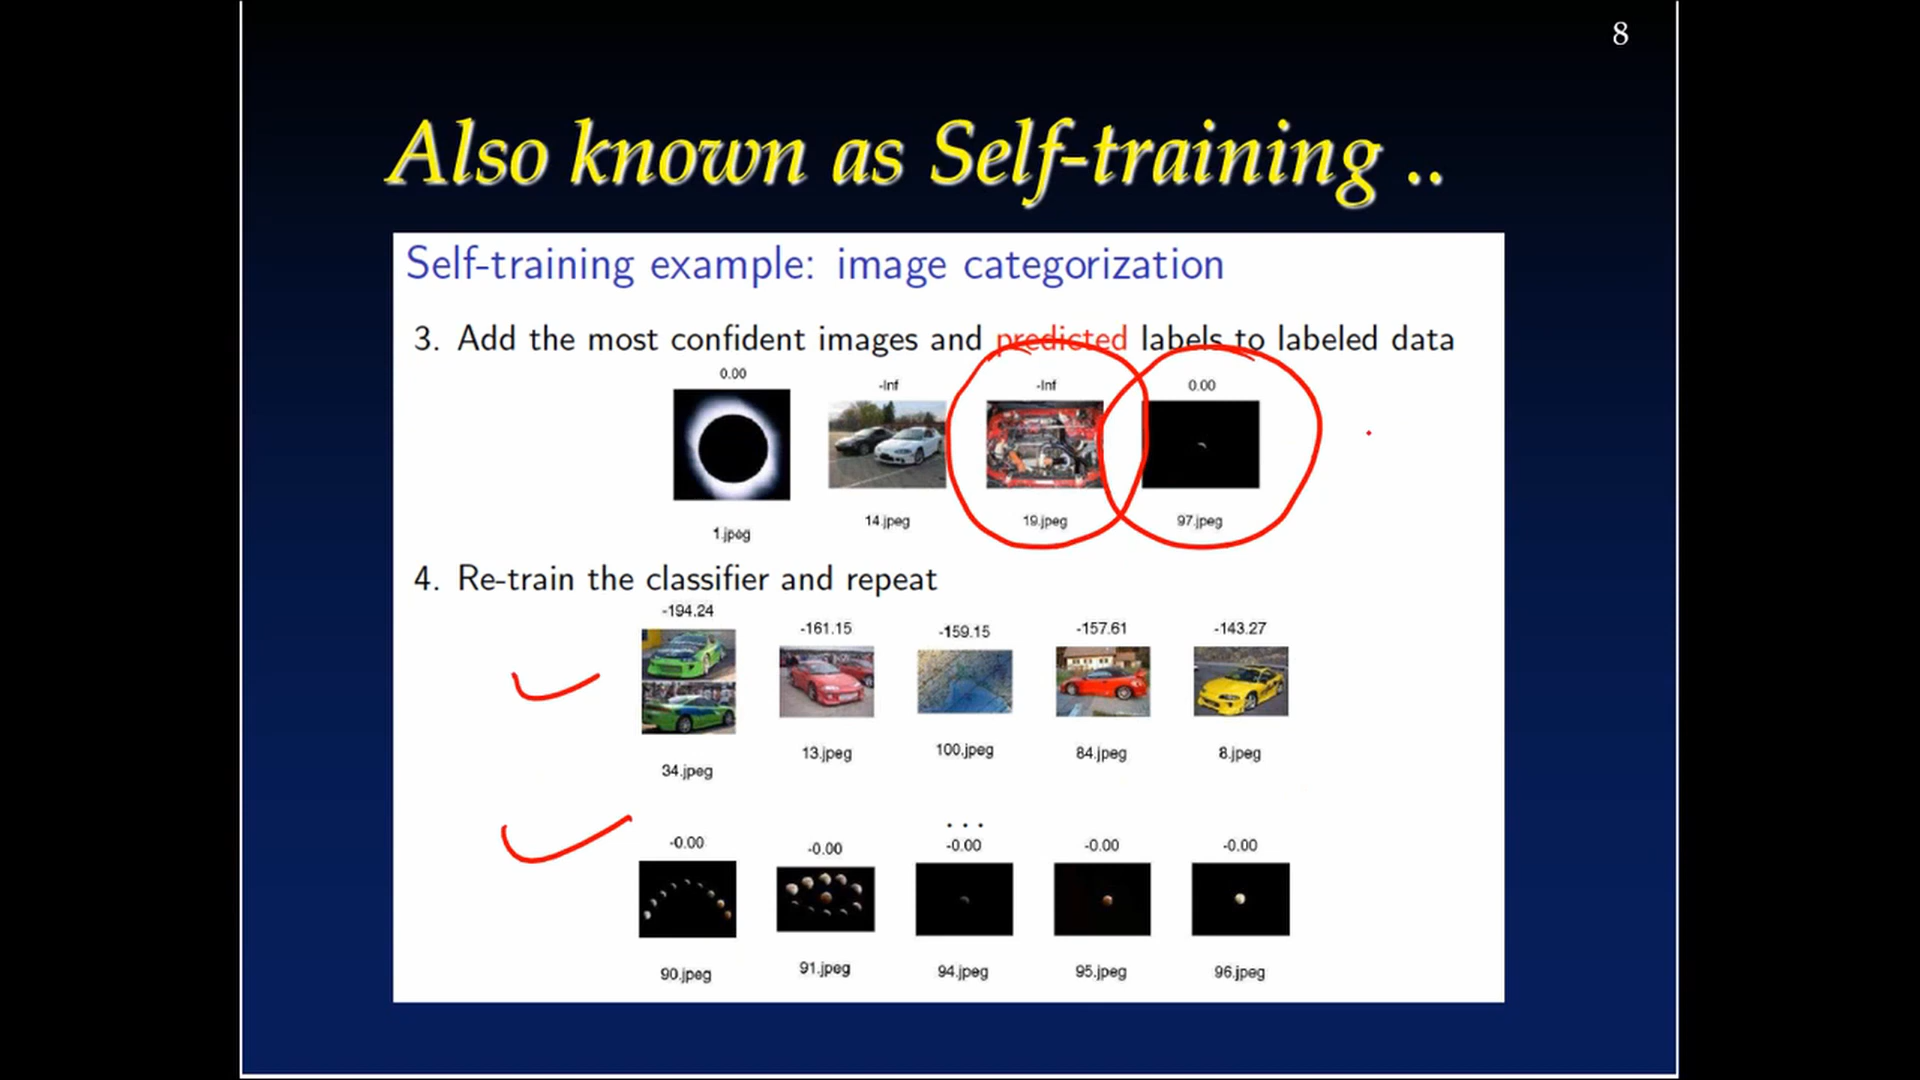 8
Also known as Self-training ..
Self-training example: image categorization
3. Add the most confident images and predicted labels to labeled data
0.00 -Inf -Inf 0.00
1.jpeg 14.jpeg 19.jpeg 97.jpeg
4. Re-train the classifier and repeat
-194.24 -161.15 -159.15 -157.61 -143.27
34.jpeg 13.jpeg 100.jpeg 84.jpeg 8.jpeg
...
-0.00 -0.00 -0.00 -0.00 -0.00
90.jpeg 91.jpeg 94.jpeg 95.jpeg 96.jpeg